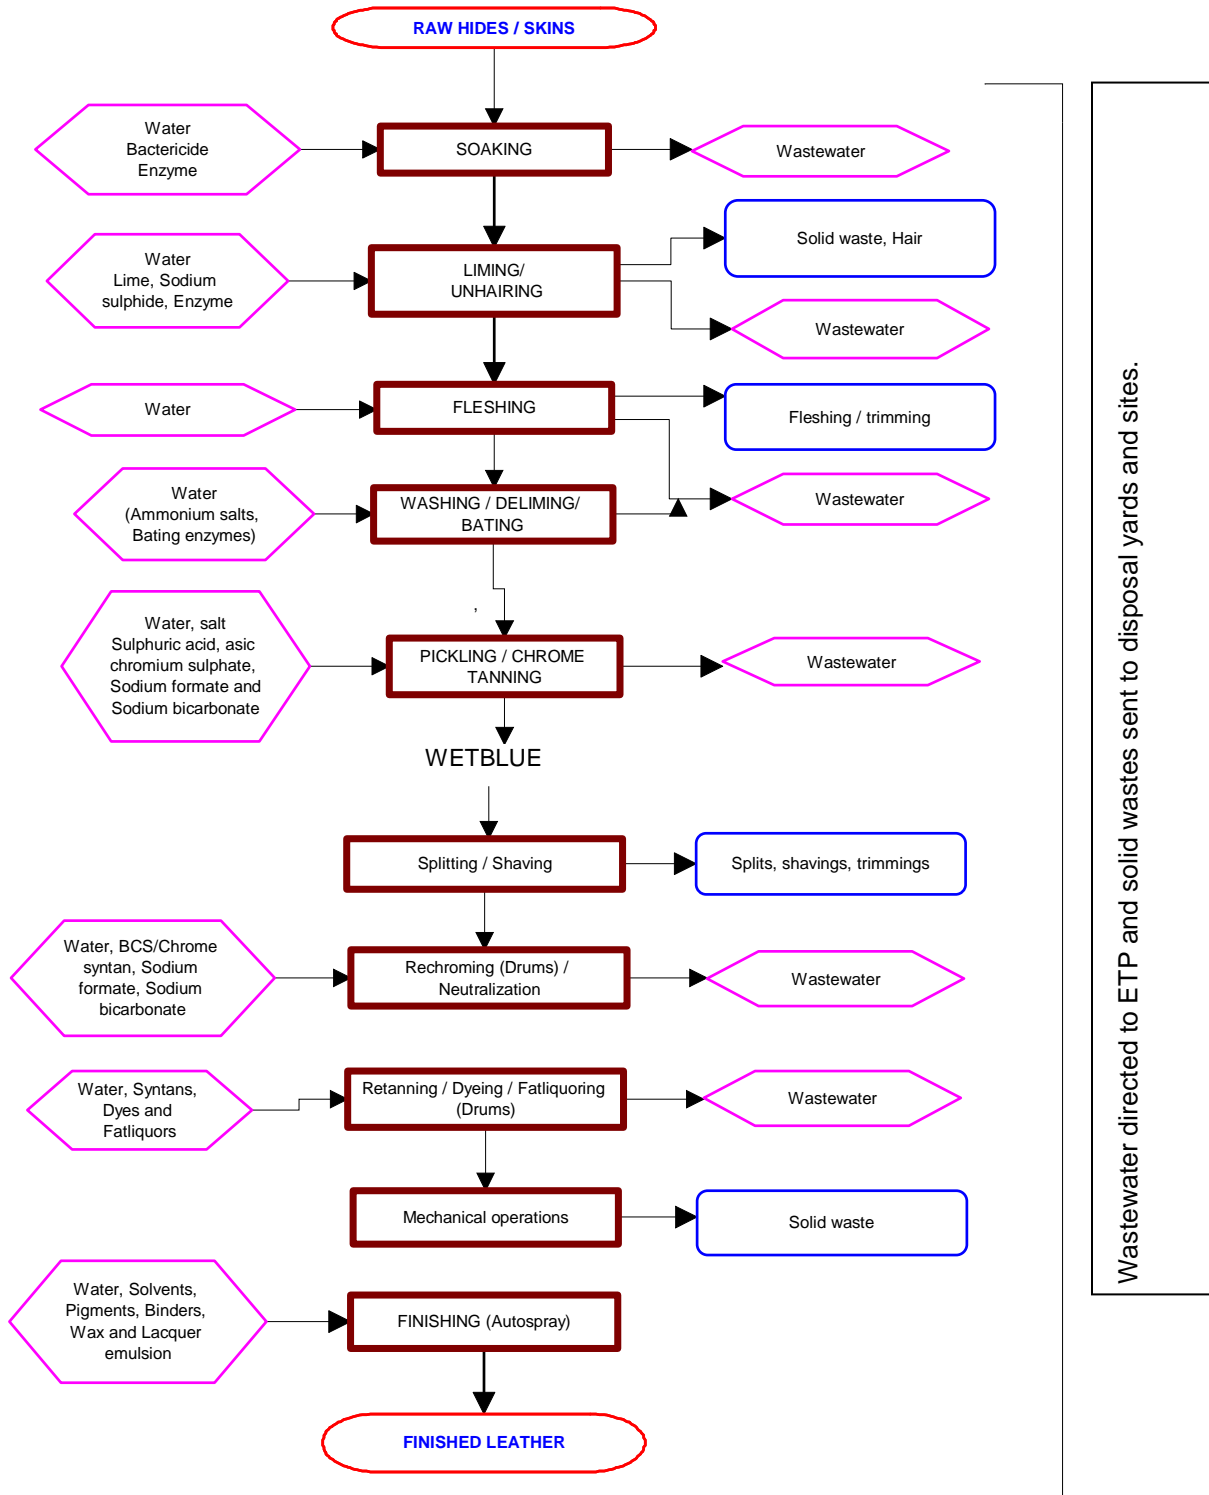 RAW HIDES / SKINS
Water
Bactericide
Enzyme
SOAKING
Wastewater
Water
Lime, Sodium
sulphide, Enzyme
LIMING/
UNHAIRING
Solid waste, Hair
Wastewater
Water
FLESHING
Fleshing / trimming
Water
(Ammonium salts,
Bating enzymes)
WASHING / DELIMING/
BATING
Wastewater
,
Water, salt
Sulphuric acid, asic
chromium sulphate,
Sodium formate and
Sodium bicarbonate
PICKLING / CHROME
TANNING
Wastewater
WETBLUE
Splitting / Shaving
Splits, shavings, trimmings
Water, BCS/Chrome
syntan, Sodium
formate, Sodium
bicarbonate
Rechroming (Drums) /
Neutralization
Wastewater
Water, Syntans,
Dyes and
Fatliquors
Retanning / Dyeing / Fatliquoring
(Drums)
Wastewater
Mechanical operations
Solid waste
Water, Solvents,
Pigments, Binders,
Wax and Lacquer
emulsion
FINISHING (Autospray)
FINISHED LEATHER
Wastewater directed to ETP and solid wastes sent to disposal yards and sites.